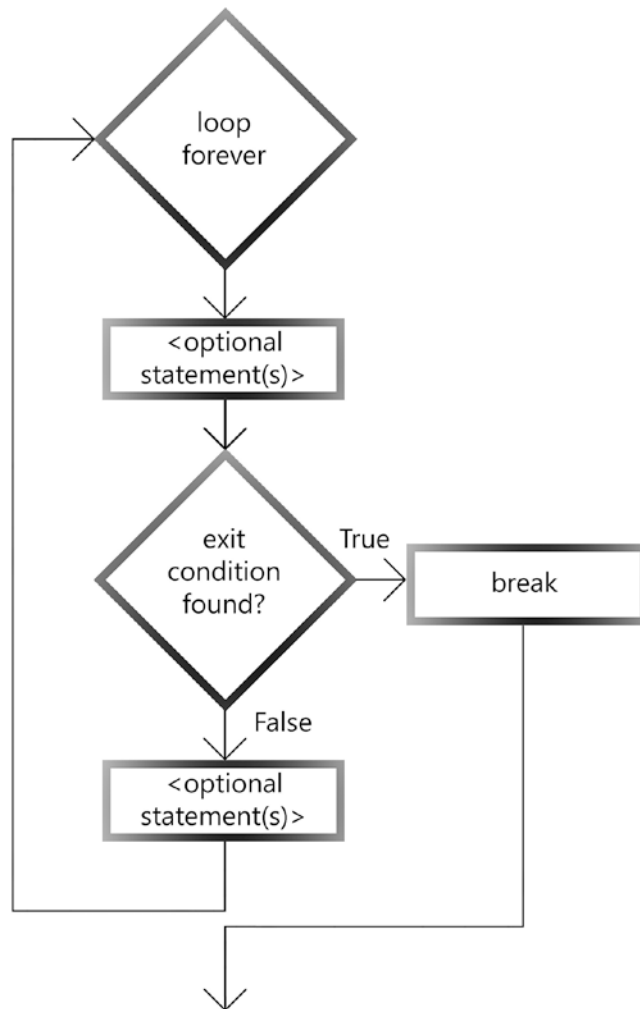 loop
forever
<optional
statement(s)>
exit
condition
found?
True
break
False
<optional
statement(s)>